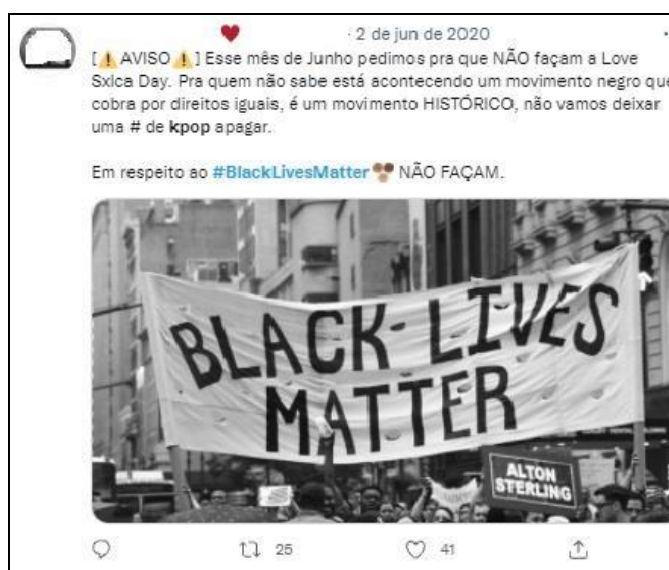 · 2 de jun de 2020
[⚠AVISO⚠] Esse mês de Junho pedimos pra que NÃO façam a Love
Sxlca Day. Pra quem não sabe está acontecendo um movimento negro que
cobra por direitos iguais, é um movimento HISTÓRICO, não vamos deixar
uma # de kpop apagar.
Em respeito ao #BlackLivesMatter NÃO FAÇAM.
BLACK LIVES
MATTER
ALTON
STERLING
25
41